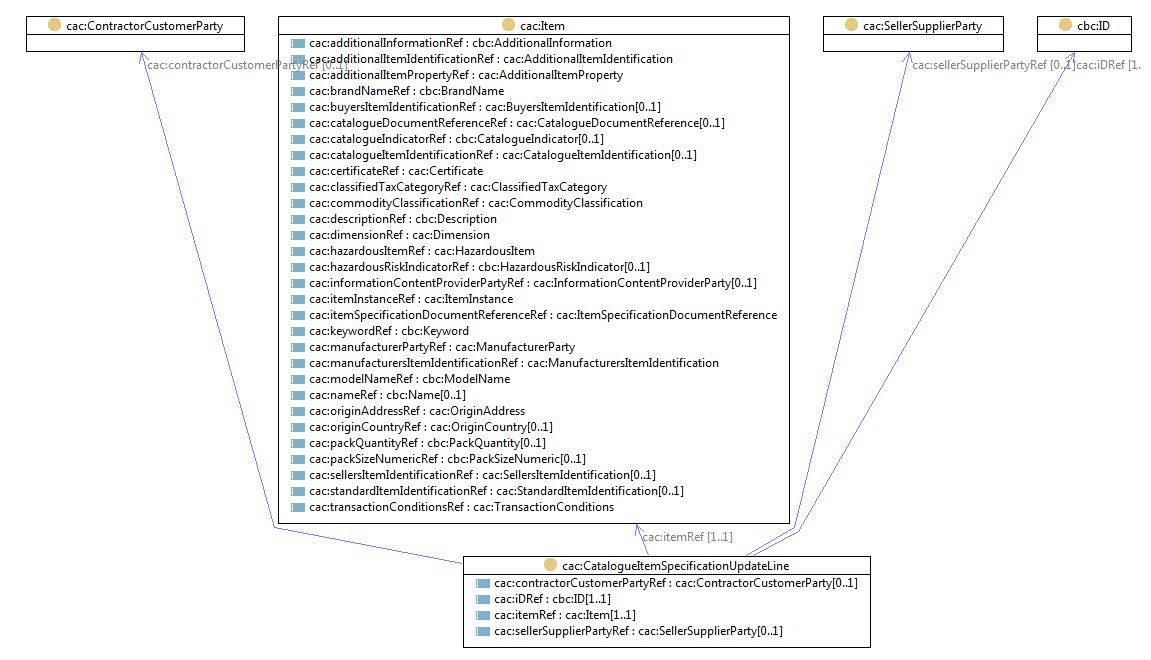 cac:ContractorCustomerParty
cac:Item
cac:SellerSupplierParty
cbc:ID
cac:contractorCustomerPartyRef [0..1]
cac:sellerSupplierPartyRef [0..1]
cac:iDRef [1.
cac:additionalInformationRef : cbc:AdditionalInformation
cac:additionalItemIdentificationRef : cac:AdditionalItemIdentification
cac:additionalItemPropertyRef : cac:AdditionalItemProperty
cac:brandNameRef : cbc:BrandName
cac:buyersItemIdentificationRef : cac:BuyersItemIdentification[0..1]
cac:catalogueDocumentReferenceRef : cac:CatalogueDocumentReference[0..1]
cac:catalogueIndicatorRef : cbc:CatalogueIndicator[0..1]
cac:catalogueItemIdentificationRef : cac:CatalogueItemIdentification[0..1]
cac:certificateRef : cac:Certificate
cac:classifiedTaxCategoryRef : cac:ClassifiedTaxCategory
cac:commodityClassificationRef : cac:CommodityClassification
cac:descriptionRef : cbc:Description
cac:dimensionRef : cac:Dimension
cac:hazardousItemRef : cac:HazardousItem
cac:hazardousRiskIndicatorRef : cbc:HazardousRiskIndicator[0..1]
cac:informationContentProviderPartyRef : cac:InformationContentProviderParty[0..1]
cac:itemInstanceRef : cac:ItemInstance
cac:itemSpecificationDocumentReferenceRef : cac:ItemSpecificationDocumentReference
cac:keywordRef : cbc:Keyword
cac:manufacturerPartyRef : cac:ManufacturerParty
cac:manufacturersItemIdentificationRef : cac:ManufacturersItemIdentification
cac:modelNameRef : cbc:ModelName
cac:nameRef : cbc:Name[0..1]
cac:originAddressRef : cac:OriginAddress
cac:originCountryRef : cac:OriginCountry[0..1]
cac:packQuantityRef : cbc:PackQuantity[0..1]
cac:packSizeNumericRef : cbc:PackSizeNumeric[0..1]
cac:sellersItemIdentificationRef : cac:SellersItemIdentification[0..1]
cac:standardItemIdentificationRef : cac:StandardItemIdentification[0..1]
cac:transactionConditionsRef : cac:TransactionConditions
cac:itemRef [1..1]
cac:CatalogueItemSpecificationUpdateLine
cac:contractorCustomerPartyRef : cac:ContractorCustomerParty[0..1]
cac:iDRef : cbc:ID[1..1]
cac:itemRef : cac:Item[1..1]
cac:sellerSupplierPartyRef : cac:SellerSupplierParty[0..1]